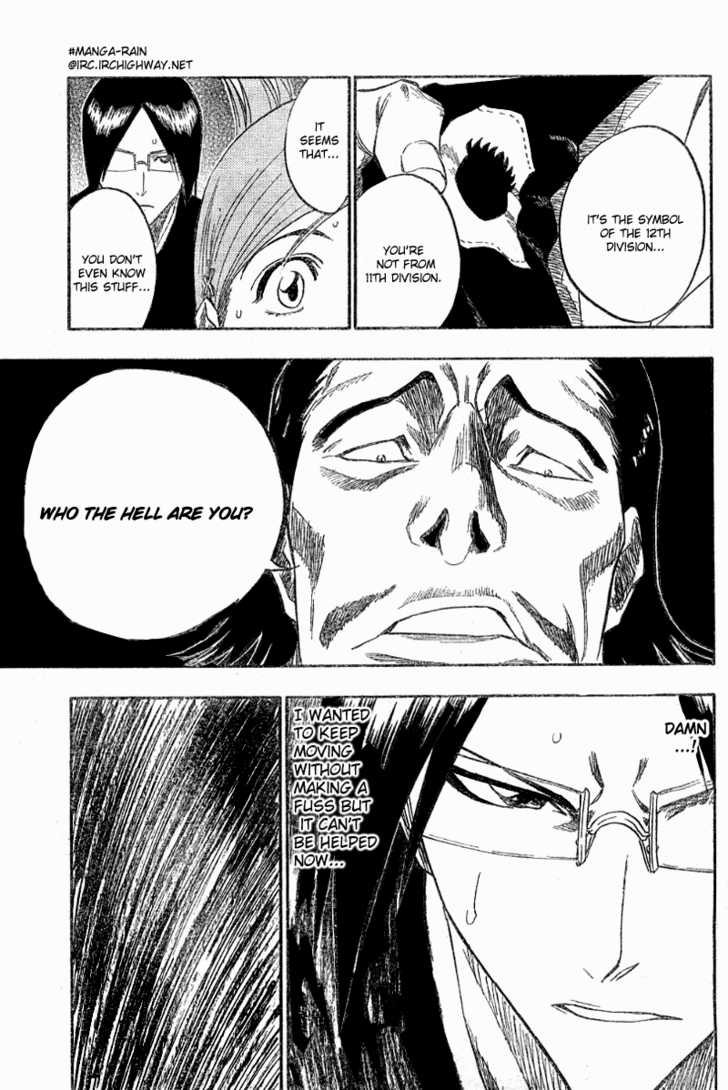 #MANGA-RAIN
@IRC.IRCHIGHWAY.NET
IT'S THE SYMBOL
OF THE 12TH
DIVISION...
YOU'RE
NOT FROM
11TH DIVISION.
IT
SEEMS
THAT...
YOU DON'T
EVEN KNOW
THIS STUFF...
WHO THE HELL ARE YOU?
DAMN
...!
I WANTED
TO KEEP
MOVING
WITHOUT
MAKING A
FUSS BUT
IT CAN'T
BE HELPED
NOW...